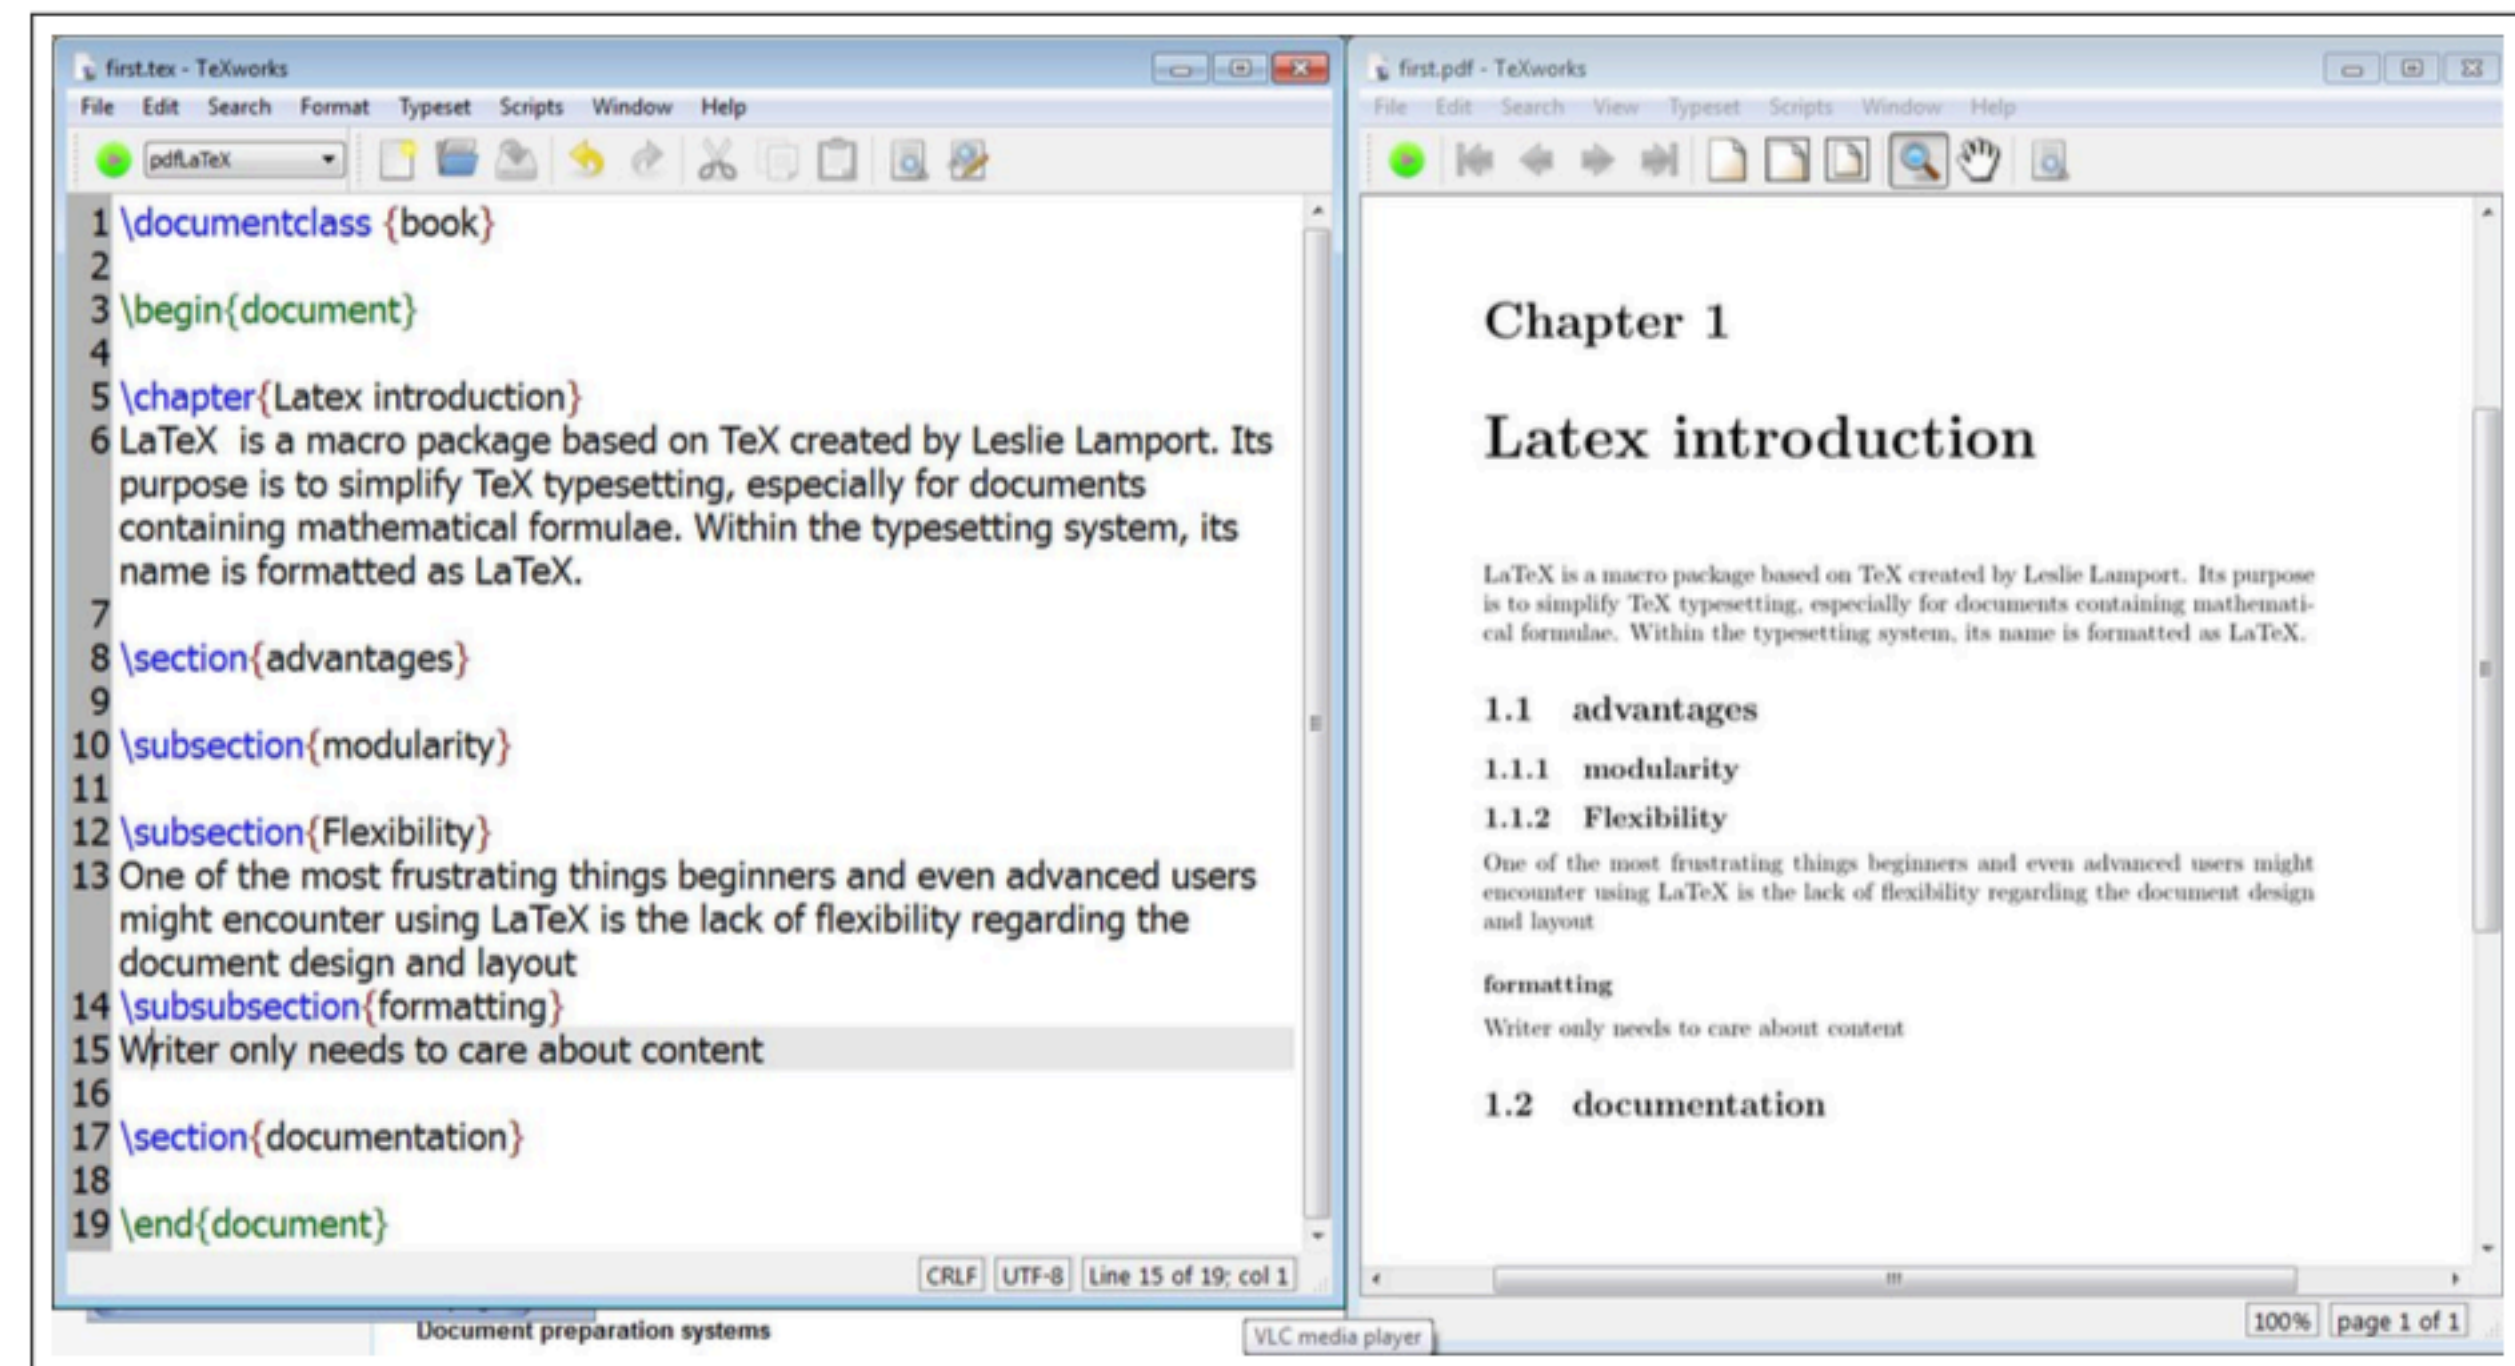 first.tex - TeXworks
File Edit Search Format Typeset Scripts Window Help
pdfLaTeX
1 \documentclass {book}
2
3 \begin{document}
4
5 \chapter{Latex introduction}
6 LaTeX  is a macro package based on TeX created by Leslie Lamport. Its
purpose is to simplify TeX typesetting, especially for documents
containing mathematical formulae. Within the typesetting system, its
name is formatted as LaTeX.
7
8 \section{advantages}
9
10 \subsection{modularity}
11
12 \subsection{Flexibility}
13 One of the most frustrating things beginners and even advanced users
might encounter using LaTeX is the lack of flexibility regarding the
document design and layout
14 \subsubsection{formatting}
15 Writer only needs to care about content
16
17 \section{documentation}
18
19 \end{document}
CRLF UTF-8 Line 15 of 19; col 1
first.pdf - TeXworks
File Edit Search View Typeset Scripts Window Help
Chapter 1
Latex introduction
LaTeX is a macro package based on TeX created by Leslie Lamport. Its purpose
is to simplify TeX typesetting, especially for documents containing mathemati-
cal formulae. Within the typesetting system, its name is formatted as LaTeX.
1.1 advantages
1.1.1 modularity
1.1.2 Flexibility
One of the most frustrating things beginners and even advanced users might
encounter using LaTeX is the lack of flexibility regarding the document design
and layout
formatting
Writer only needs to care about content
1.2 documentation
100% page 1 of 1
Document preparation systems
VLC media player